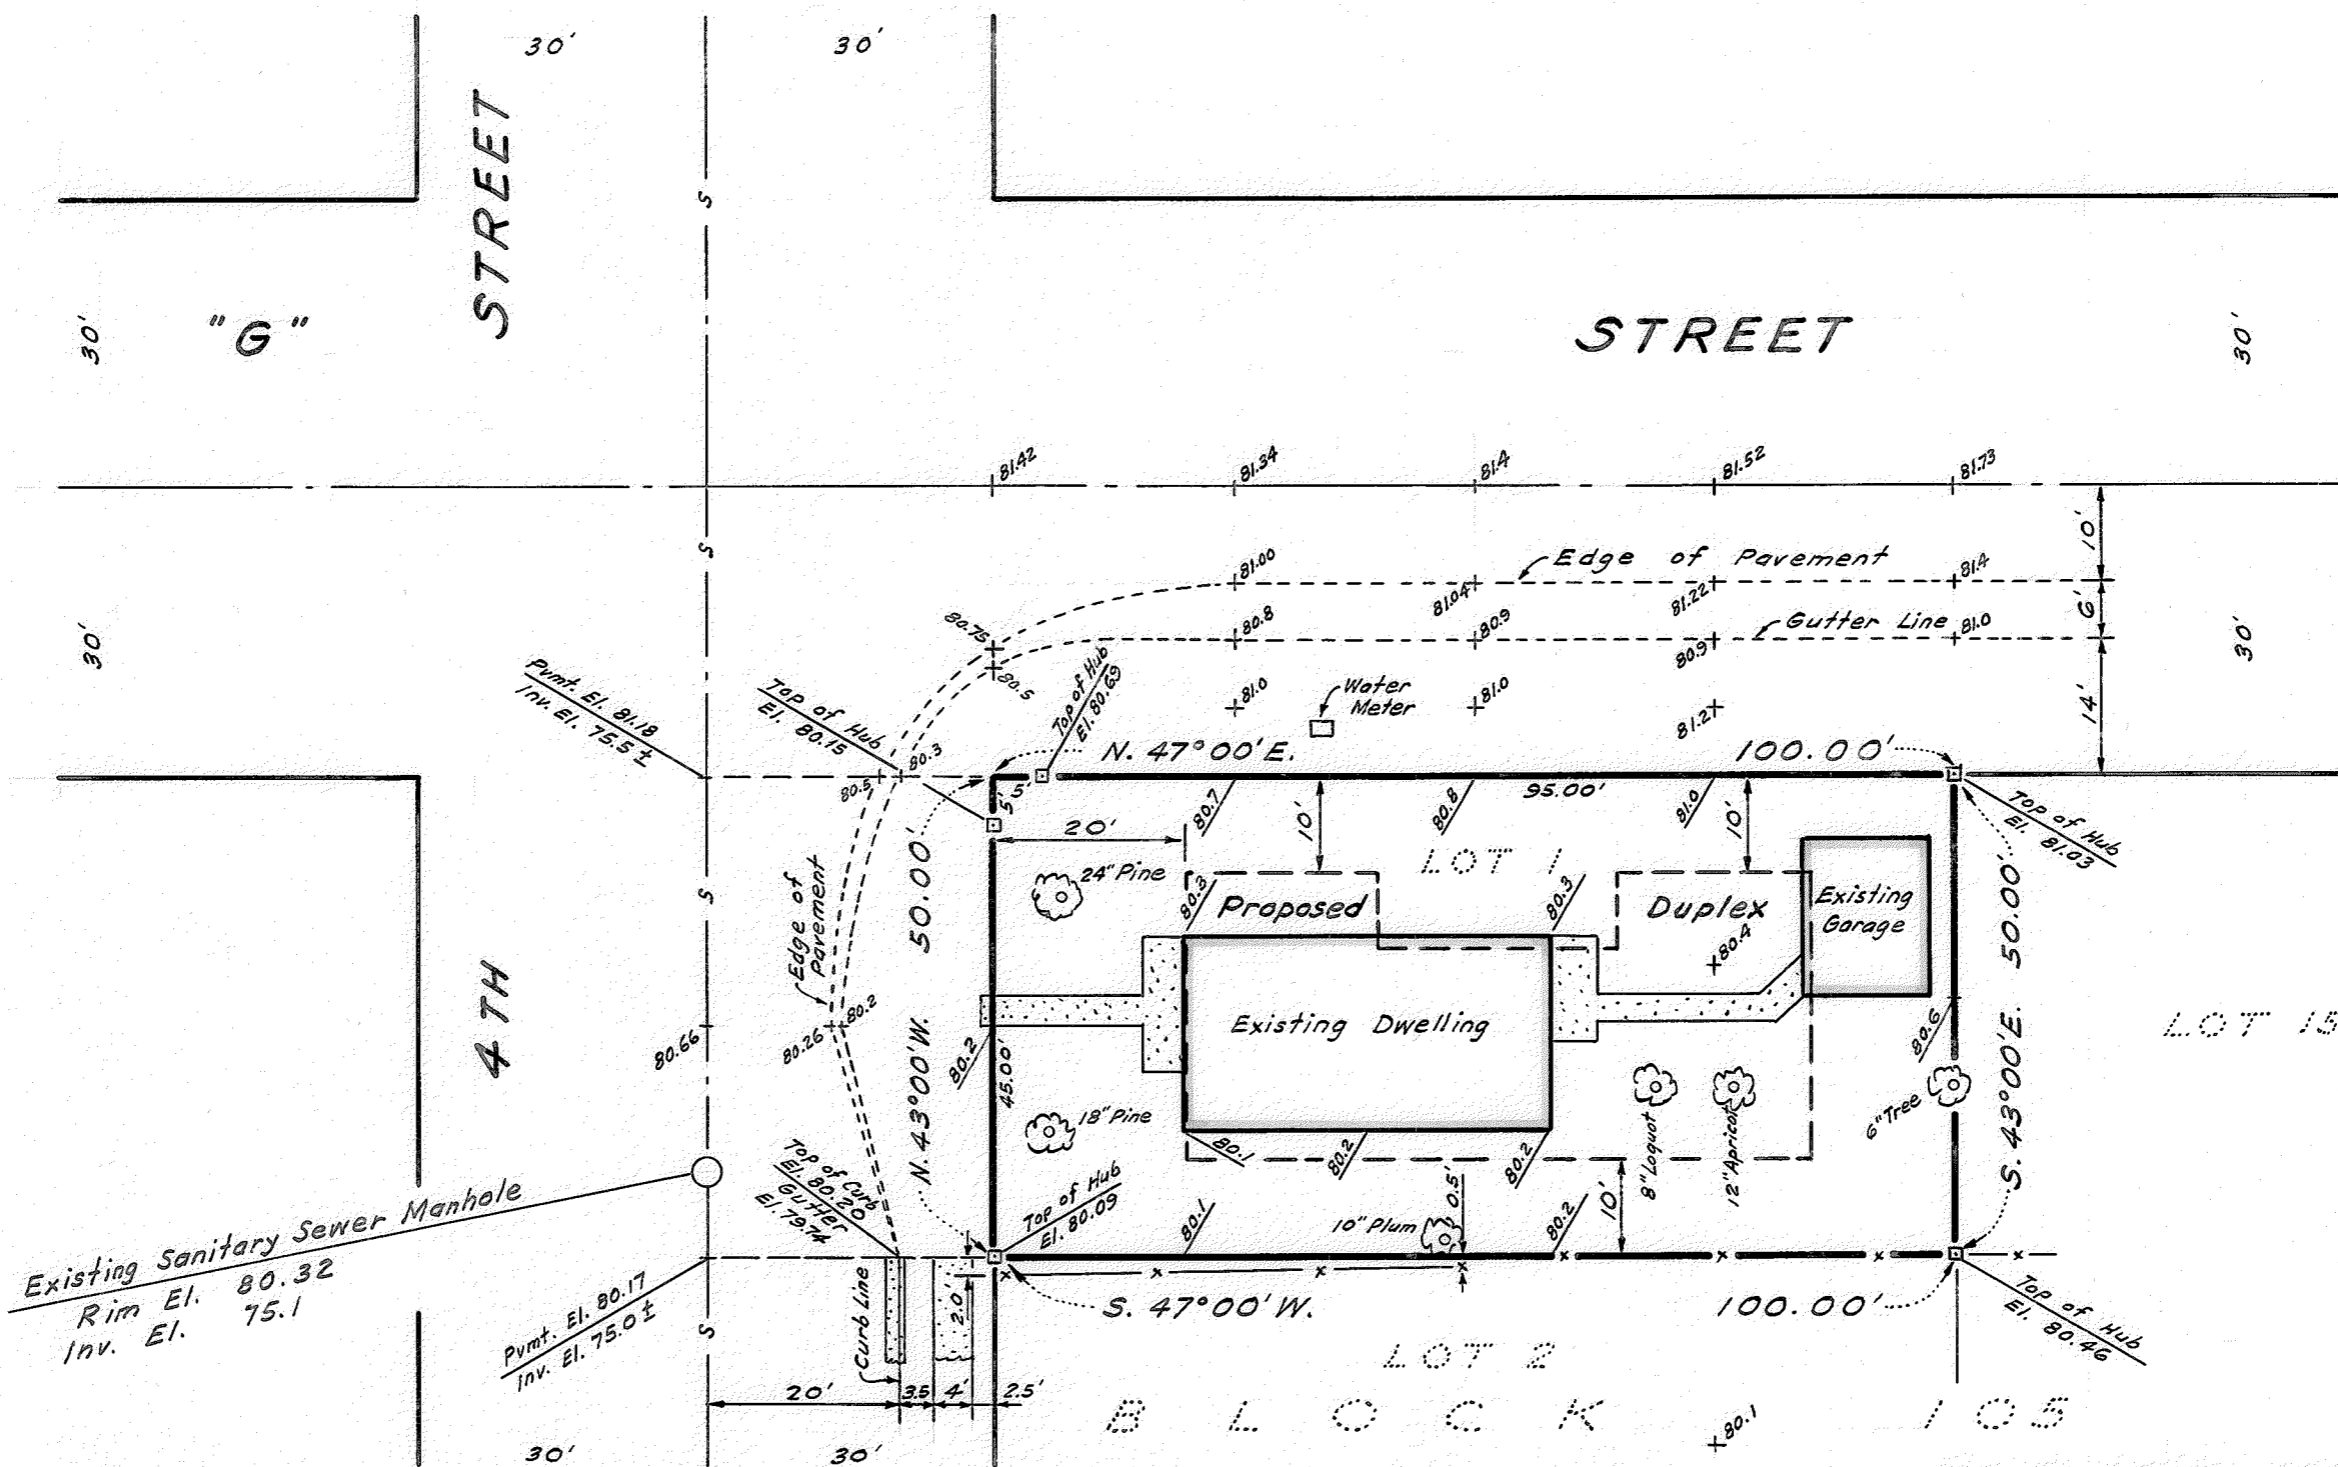 30'
30'
STREET
30'
"G"
STREET
30'
81.42
81.34
81.4
81.52
81.73
10'
81.00
Edge of Pavement
81.4
81.04
81.22
6'
80.75
80.8
80.9
Gutter Line
81.0
80.9
30'
30'
80.5
Top of Hub
El. 80.69
81.0
Water
Meter
81.0
81.2
14'
Pvmt. El. 81.18
Inv. El. 75.5±
Top of Hub
El. 80.15
80.3
80.5
N. 47°00'E.
100.00'
5'
5'
95.00'
80.7
10'
80.8
81.0
10'
Top of Hub
El. 81.03
20'
LOT 1
24" Pine
50.00'
N. 43°00'W.
Edge of
Pavement
80.3
Proposed
80.3
Duplex
Existing
Garage
80.4
50.00'
S. 43°00'E.
4TH
80.66
80.26
80.2
80.2
45.00'
Existing Dwelling
80.6
LOT 15
18" Pine
8" Loquot
12" Apricot
6" Tree
80.1
80.2
80.2
Top of Curb
El. 80.20
Gutter
El. 79.74
Top of Hub
El. 80.09
80.1
10" Plum
0.5'
80.2
10'
Existing Sanitary Sewer Manhole
Rim El. 80.32
Inv. El. 75.1
Pvmt. El. 80.17
Inv. El. 75.0±
Curb Line
2.0
S. 47°00'W.
100.00'
Top of Hub
El. 80.46
LOT 2
20'
3.5
4'
2.5'
BLOCK 105
80.1
30'
30'